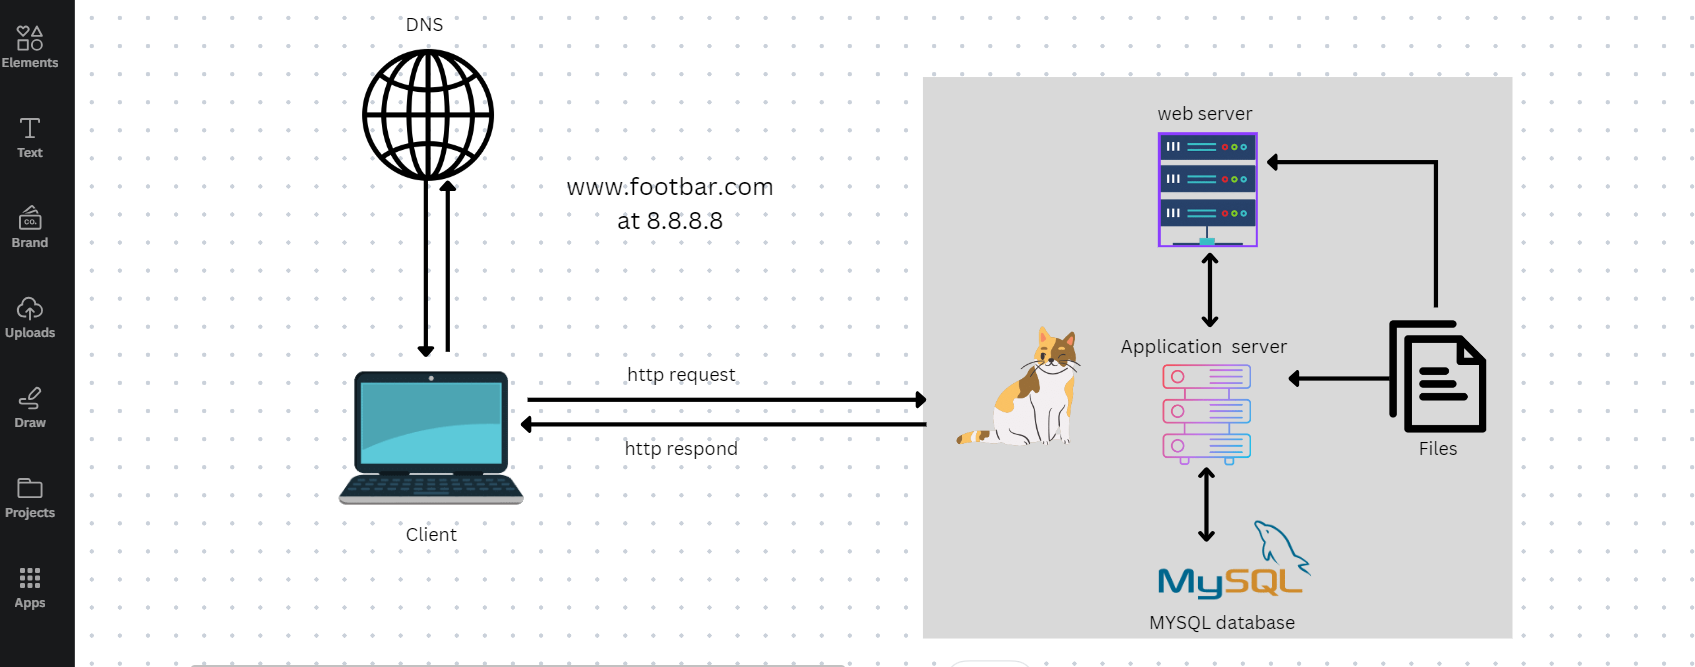 Elements
Text
CO.
Brand
Uploads
Draw
Projects
Apps
DNS
www.footbar.com
at 8.8.8.8
http request
http respond
Client
web server
Application server
Files
MySQL
MYSQL database